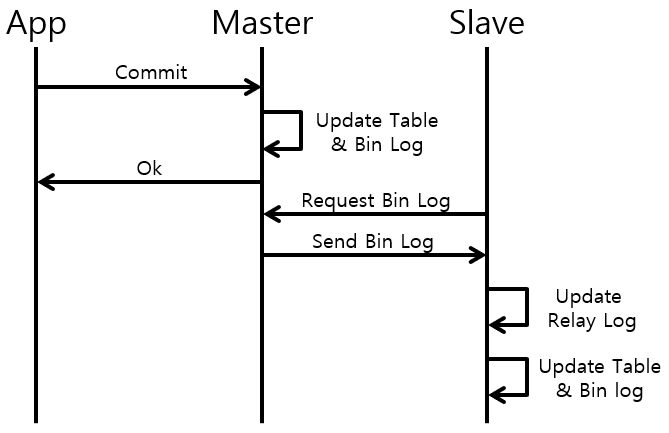 App
Master
Slave
Commit
Update Table
& Bin Log
Ok
Request Bin Log
Send Bin Log
Update
Relay Log
Update Table
& Bin log